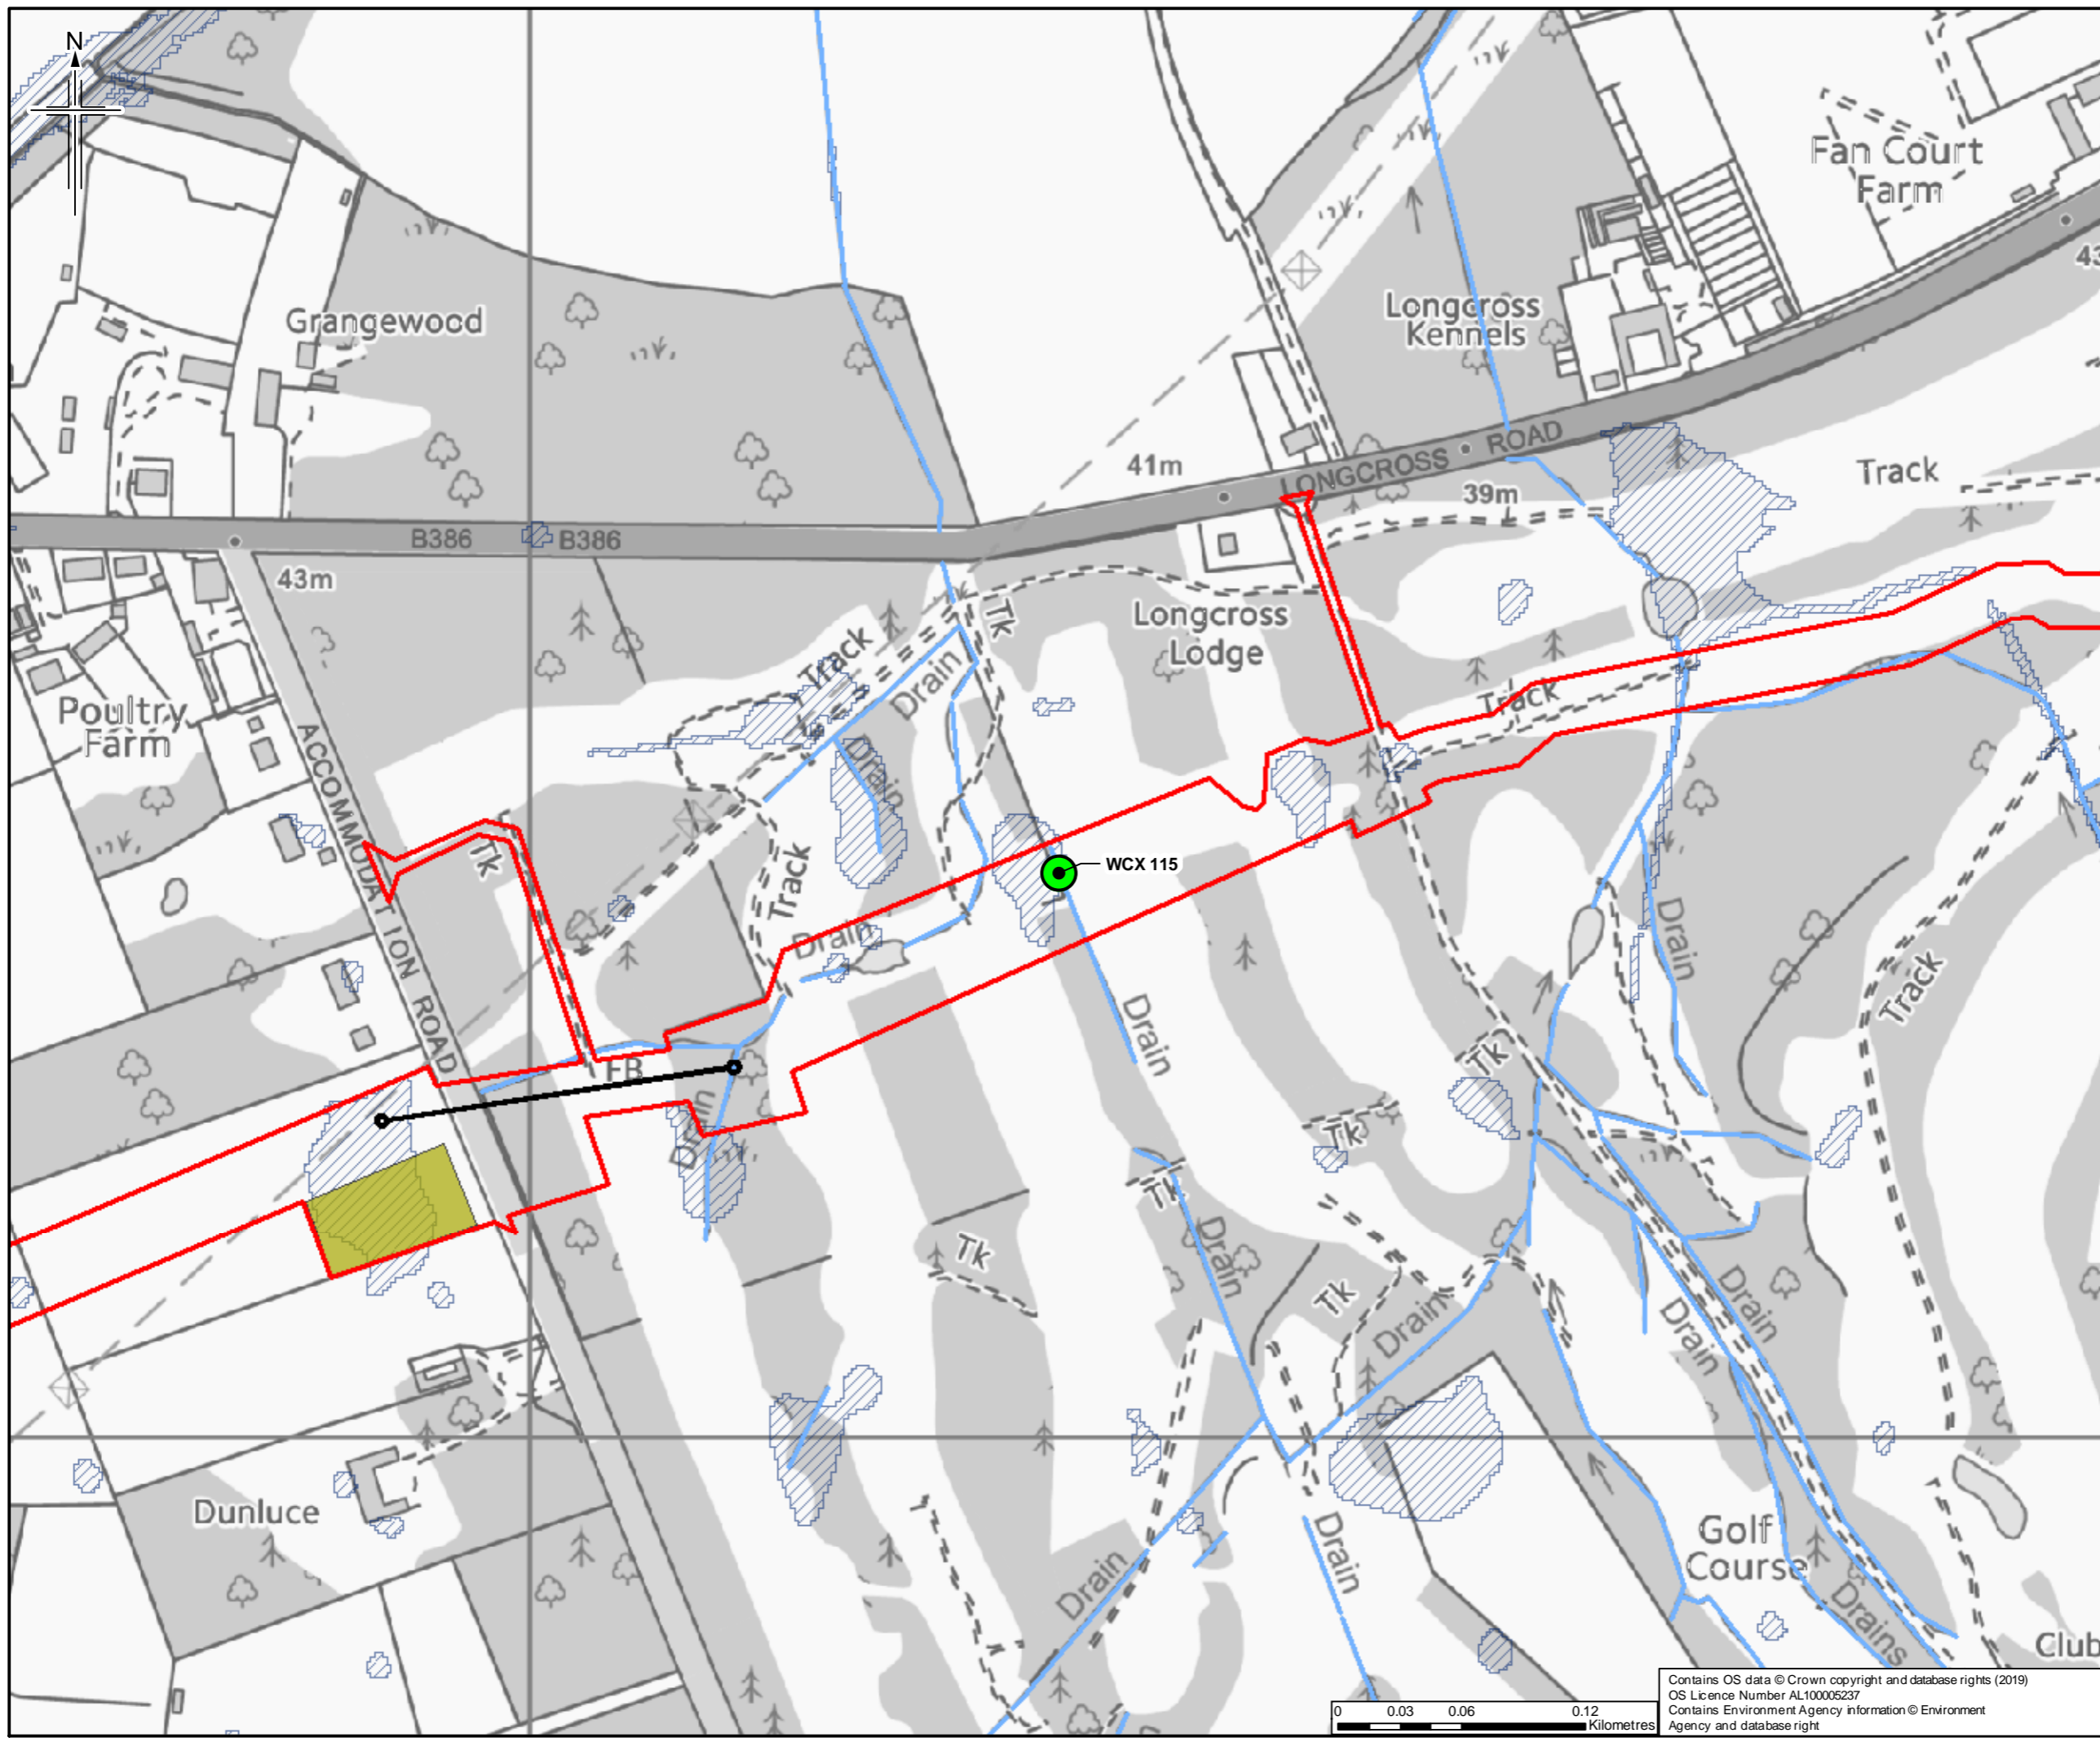 N
Fan Court
Farm
43
Grangewood
Longcross
Kennels
LONGCROSS ROAD
41m
39m
Track
B386
B386
43m
Tk
Longcross
Lodge
Track
Drain
Track
Poultry
Farm
ACCOMMODATION ROAD
Drain
Tk
WCX 115
Track
Drain
Drain
Track
FB
Drain
Drain
Tk
Tk
Tk
Drain
Tk
Tk
Drain
Drain
Drain
Dunluce
Drain
Drain
Golf
Course
Drains
Club
0 0.03 0.06 0.12
Kilometres
Contains OS data © Crown copyright and database rights (2019)
OS Licence Number AL100005237
Contains Environment Agency information © Environment
Agency and database right